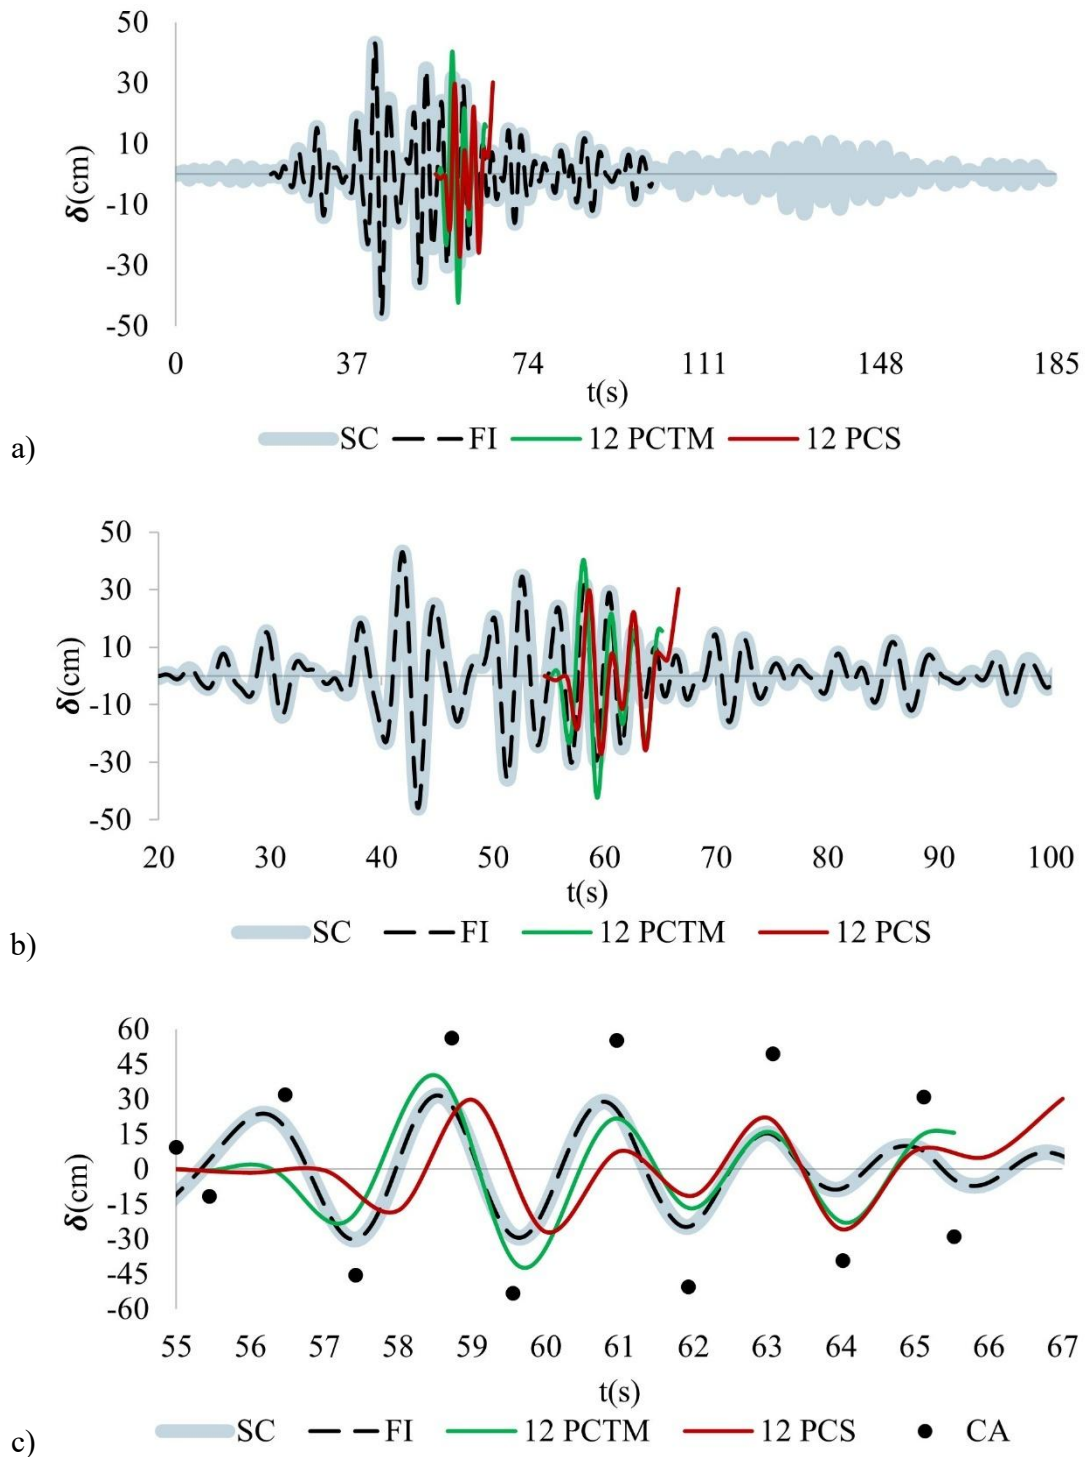 50
30
10
-10
-30
-50
δ(cm)
0 37 74 111 148 185
t(s)
a) SC FI 12 PCTM 12 PCS
50
30
10
-10
-30
-50
δ(cm)
20 30 40 50 60 70 80 90 100
t(s)
b) SC FI 12 PCTM 12 PCS
60
45
30
15
0
-15
-30
-45
-60
δ(cm)
55 56 57 58 59 60 61 62 63 64 65 66 67
t(s)
c) SC FI 12 PCTM 12 PCS CA